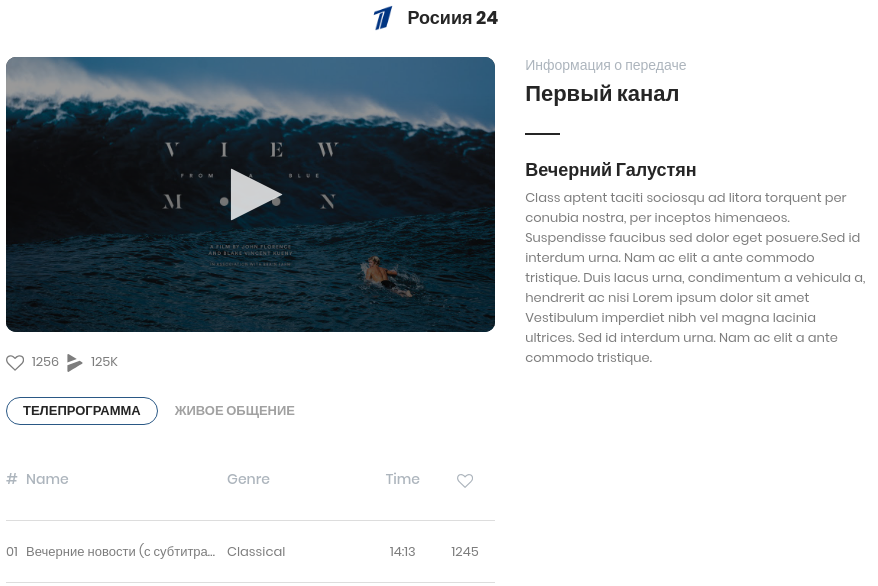 Росиия 24
Информация о передаче
Первый канал
V I E W
FROM A BLUE
M N
A FILM BY JOHN FLORENCE
AND BLAKE VINCENT KUENY
Вечерний Галустян
Class aptent taciti sociosqu ad litora torquent per
conubia nostra, per inceptos himenaeos.
Suspendisse faucibus sed dolor eget posuere.Sed id
interdum urna. Nam ac elit a ante commodo
tristique. Duis lacus urna, condimentum a vehicula a,
hendrerit ac nisi Lorem ipsum dolor sit amet
Vestibulum imperdiet nibh vel magna lacinia
ultrices. Sed id interdum urna. Nam ac elit a ante
commodo tristique.
1256 125K
ТЕЛЕПРОГРАММА ЖИВОЕ ОБЩЕНИЕ
# Name Genre Time
01 Вечерние новости (с субтитра... Classical 14:13 1245